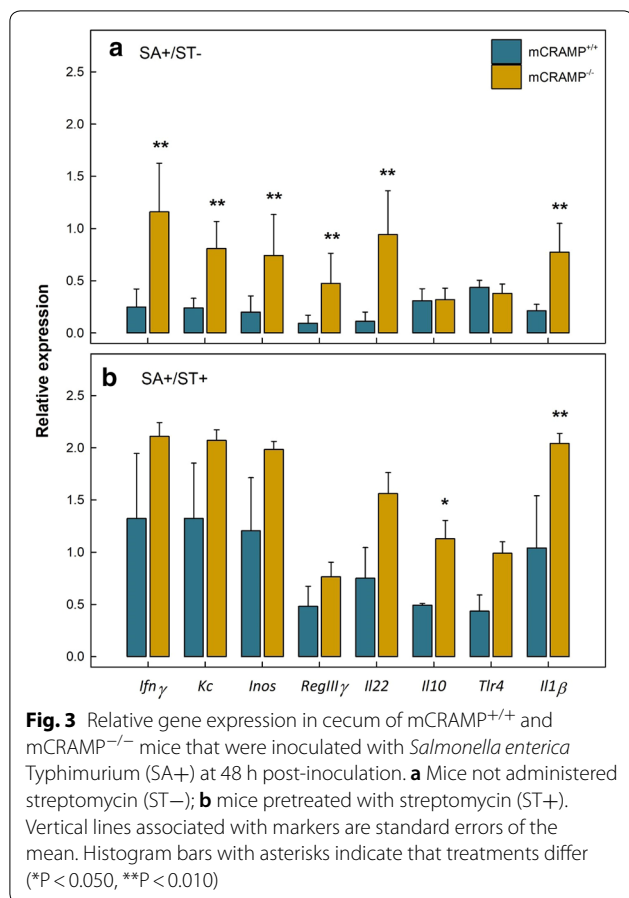 a SA+/ST-
mCRAMP+/+
mCRAMP-/-
2.5
2.0
1.5
1.0
0.5
0.0
** ** ** ** ** **
Relative expression
b SA+/ST+
2.5
2.0
1.5
1.0
0.5
0.0
* **
Ifnγ Kc Inos RegIIIγ Il22 Il10 Tlr4 Il1β
Fig. 3 Relative gene expression in cecum of mCRAMP+/+ and
mCRAMP−/− mice that were inoculated with Salmonella enterica
Typhimurium (SA+) at 48 h post-inoculation. a Mice not administered
streptomycin (ST−); b mice pretreated with streptomycin (ST+).
Vertical lines associated with markers are standard errors of the
mean. Histogram bars with asterisks indicate that treatments differ
(*P < 0.050, **P < 0.010)